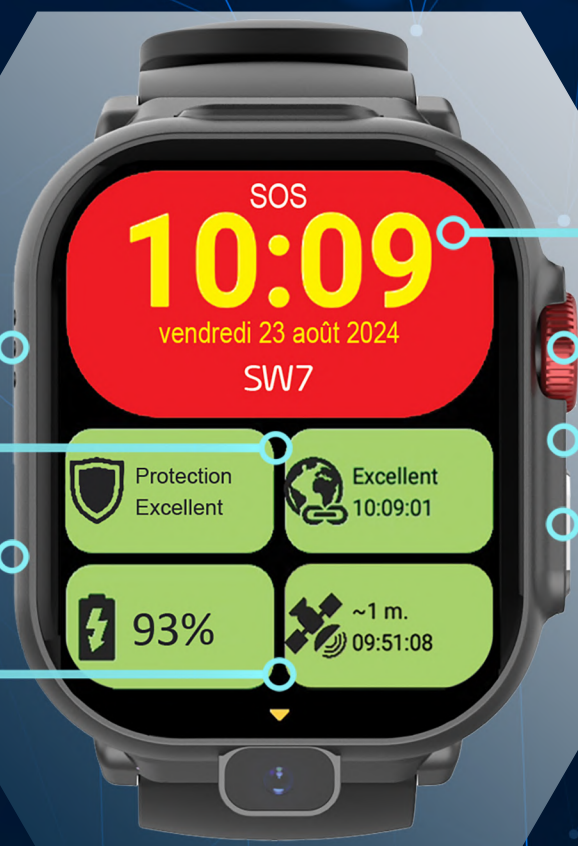 SOS
10:09
vendredi 23 août 2024
SW7
Protection
Excellent
Excellent
10:09:01
93%
~1 m.
09:51:08